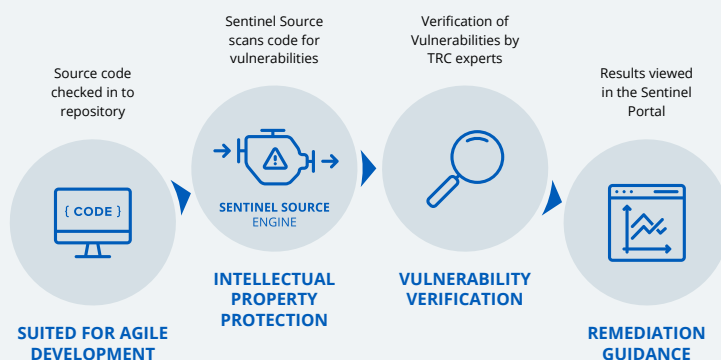 Source code
checked in to
repository
{ CODE }
SUITED FOR AGILE
DEVELOPMENT
Sentinel Source
scans code for
vulnerabilities
SENTINEL SOURCE
ENGINE
INTELLECTUAL
PROPERTY
PROTECTION
Verification of
Vulnerabilities by
TRC experts
VULNERABILITY
VERIFICATION
Results viewed
in the Sentinel
Portal
REMEDIATION
GUIDANCE